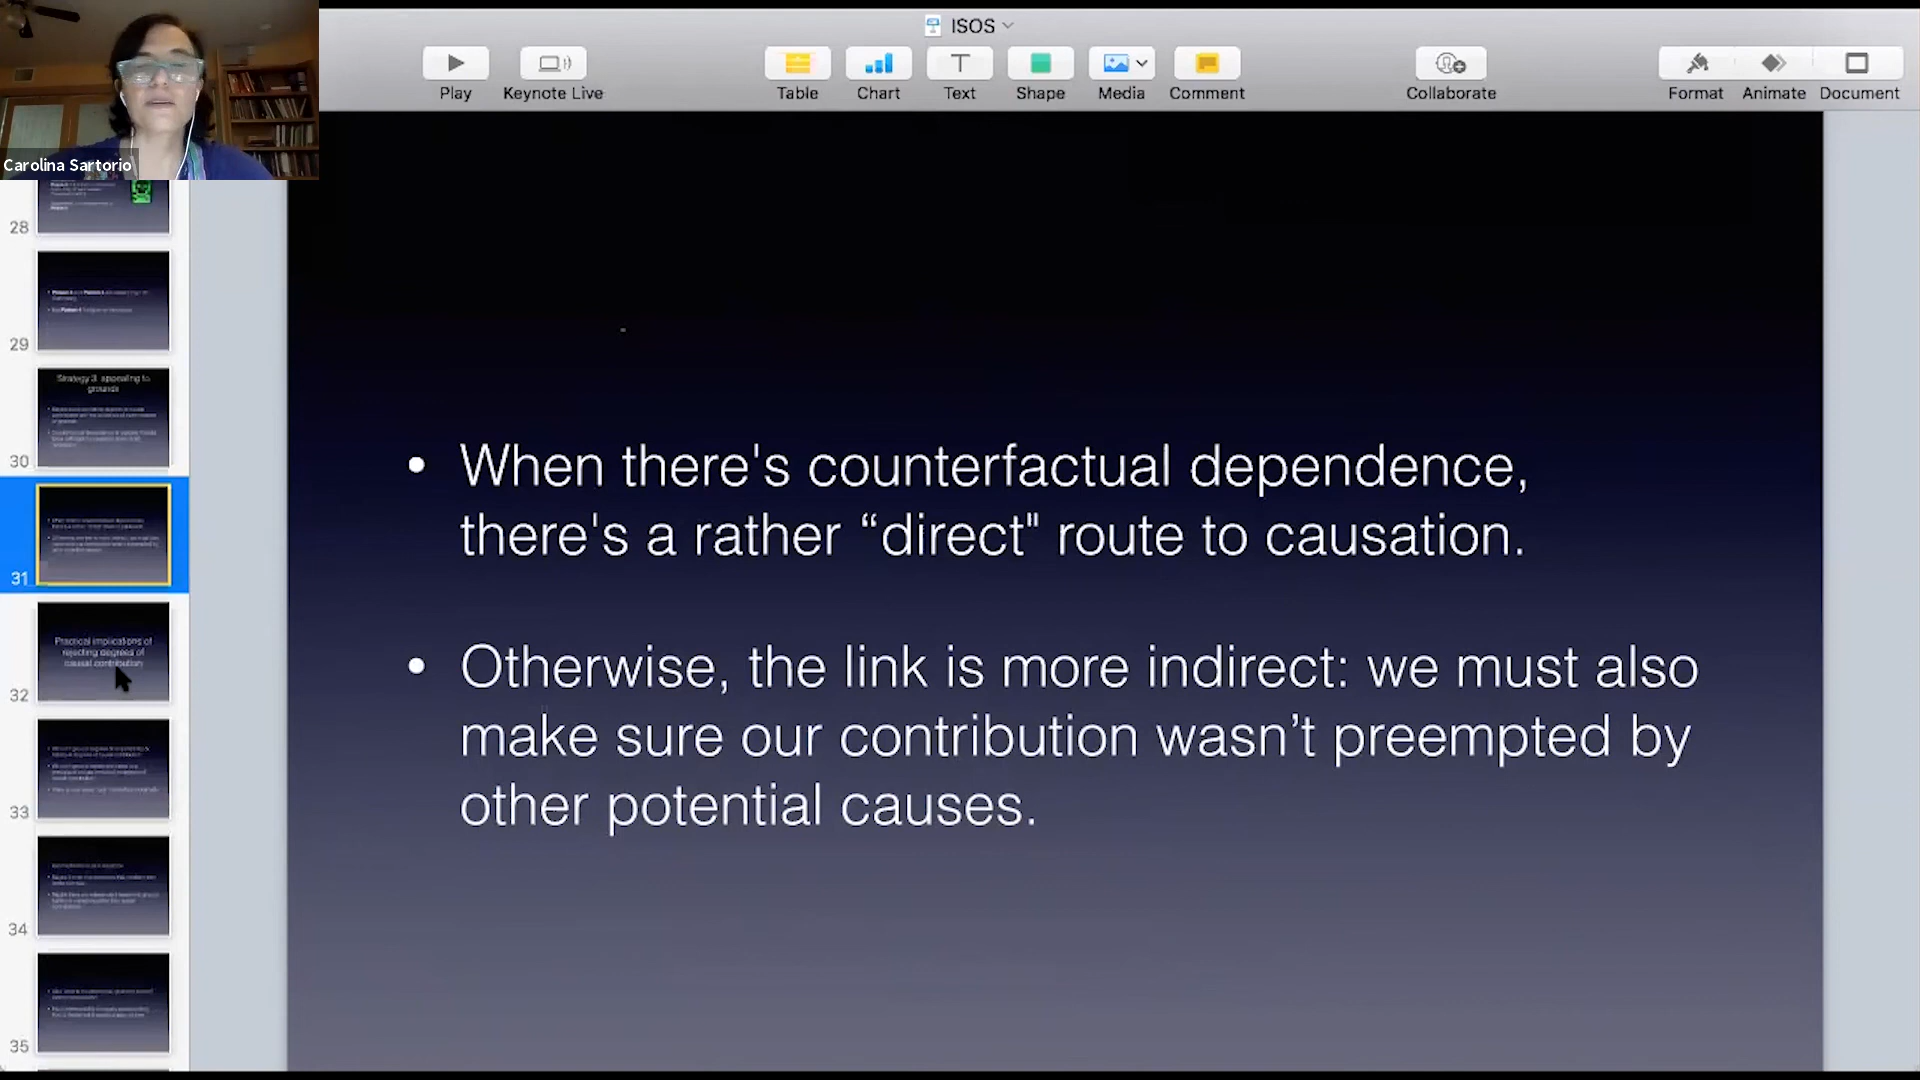 ISOS
Play
Keynote Live
Table
Chart
Text
Shape
Media
Comment
Collaborate
Format
Animate
Document
Carolina Sartorio
28
29
Strategy 3: appealing to
grounds
30
31
Practical implications of
rejecting degrees of
causal contribution
32
33
34
35
• When there's counterfactual dependence,
there's a rather “direct" route to causation.
• Otherwise, the link is more indirect: we must also
make sure our contribution wasn’t preempted by
other potential causes.